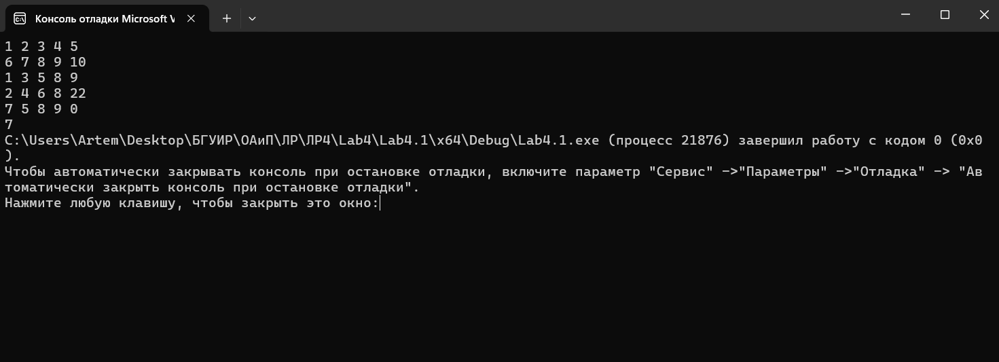 Консоль отладки Microsoft V
1 2 3 4 5
6 7 8 9 10
1 3 5 8 9
2 4 6 8 22
7 5 8 9 0
7
C:\Users\Artem\Desktop\БГУИР\ОАиП\ЛР\ЛР4\Lab4\Lab4.1\x64\Debug\Lab4.1.exe (процесс 21876) завершил работу с кодом 0 (0x0
).
Чтобы автоматически закрывать консоль при остановке отладки, включите параметр "Сервис" ->"Параметры" ->"Отладка" -> "Ав
томатически закрыть консоль при остановке отладки".
Нажмите любую клавишу, чтобы закрыть это окно: